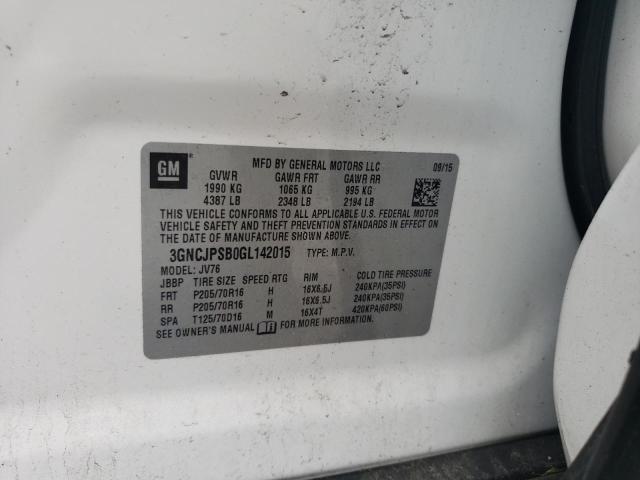 GM
MFD BY GENERAL MOTORS LLC 09/15
GVWR GAWR FRT GAWR RR
1990 KG 1065 KG 995 KG
4387 LB 2348 LB 2194 LB
THIS VEHICLE CONFORMS TO ALL APPLICABLE U.S. FEDERAL MOTOR
VEHICLE SAFETY, BUMPER, AND THEFT PREVENTION STANDARDS IN
EFFECT ON THE DATE OF MANUFACTURE SHOWN ABOVE.
3GNCJPSB0GL142015 TYPE: M.P.V.
MODEL: JV76
JBBP TIRE SIZE SPEED RTG RIM COLD TIRE PRESSURE
FRT P205/70R16 H 16X6.5J 240KPA(35PSI)
RR P205/70R16 H 16X6.5J 240KPA(35PSI)
SPA T125/70D16 M 16X4T 420KPA(60PSI)
SEE OWNER'S MANUAL FOR MORE INFORMATION.